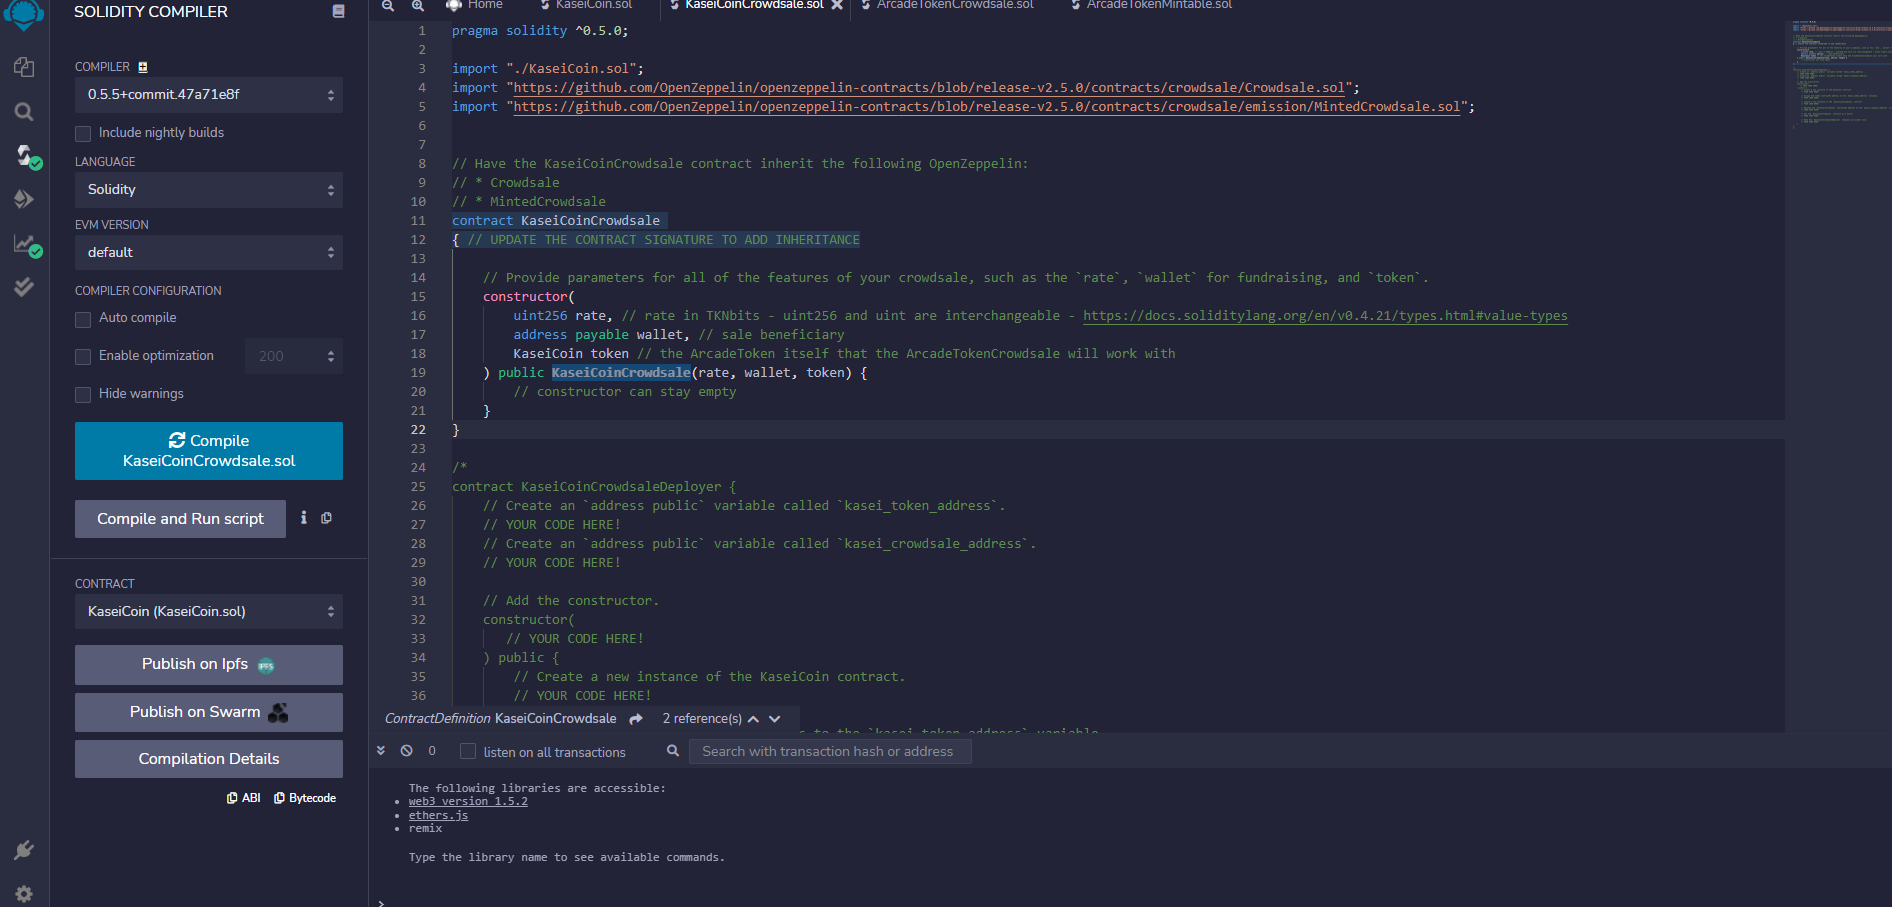 SOLIDITY COMPILER
COMPILER
0.5.5+commit.47a71e8f
Include nightly builds
LANGUAGE
Solidity
EVM VERSION
default
COMPILER CONFIGURATION
Auto compile
Enable optimization
200
Hide warnings
Compile
KaseiCoinCrowdsale.sol
Compile and Run script
CONTRACT
KaseiCoin (KaseiCoin.sol)
Publish on Ipfs
IPFS
Publish on Swarm
Compilation Details
ABI
Bytecode
Home
KaseiCoin.sol
KaseiCoinCrowdsale.sol
ArcadeTokenCrowdsale.sol
ArcadeTokenMintable.sol
1 pragma solidity ^0.5.0;
2
3 import "./KaseiCoin.sol";
4 import "https://github.com/OpenZeppelin/openzeppelin-contracts/blob/release-v2.5.0/contracts/crowdsale/Crowdsale.sol";
5 import "https://github.com/OpenZeppelin/openzeppelin-contracts/blob/release-v2.5.0/contracts/crowdsale/emission/MintedCrowdsale.sol";
6
7
8 // Have the KaseiCoinCrowdsale contract inherit the following OpenZeppelin:
9 // * Crowdsale
10 // * MintedCrowdsale
11 contract KaseiCoinCrowdsale
12 { // UPDATE THE CONTRACT SIGNATURE TO ADD INHERITANCE
13
14 // Provide parameters for all of the features of your crowdsale, such as the `rate`, `wallet` for fundraising, and `token`.
15 constructor(
16 uint256 rate, // rate in TKNbits - uint256 and uint are interchangeable - https://docs.soliditylang.org/en/v0.4.21/types.html#value-types
17 address payable wallet, // sale beneficiary
18 KaseiCoin token // the ArcadeToken itself that the ArcadeTokenCrowdsale will work with
19 ) public KaseiCoinCrowdsale(rate, wallet, token) {
20 // constructor can stay empty
21 }
22 }
23
24 /*
25 contract KaseiCoinCrowdsaleDeployer {
26 // Create an `address public` variable called `kasei_token_address`.
27 // YOUR CODE HERE!
28 // Create an `address public` variable called `kasei_crowdsale_address`.
29 // YOUR CODE HERE!
30
31 // Add the constructor.
32 constructor(
33 // YOUR CODE HERE!
34 ) public {
35 // Create a new instance of the KaseiCoin contract.
36 // YOUR CODE HERE!
ContractDefinition KaseiCoinCrowdsale
2 reference(s)
s to the `kasei_token_address` variable.
0
listen on all transactions
Search with transaction hash or address
The following libraries are accessible:
• web3 version 1.5.2
• ethers.js
• remix
Type the library name to see available commands.
>